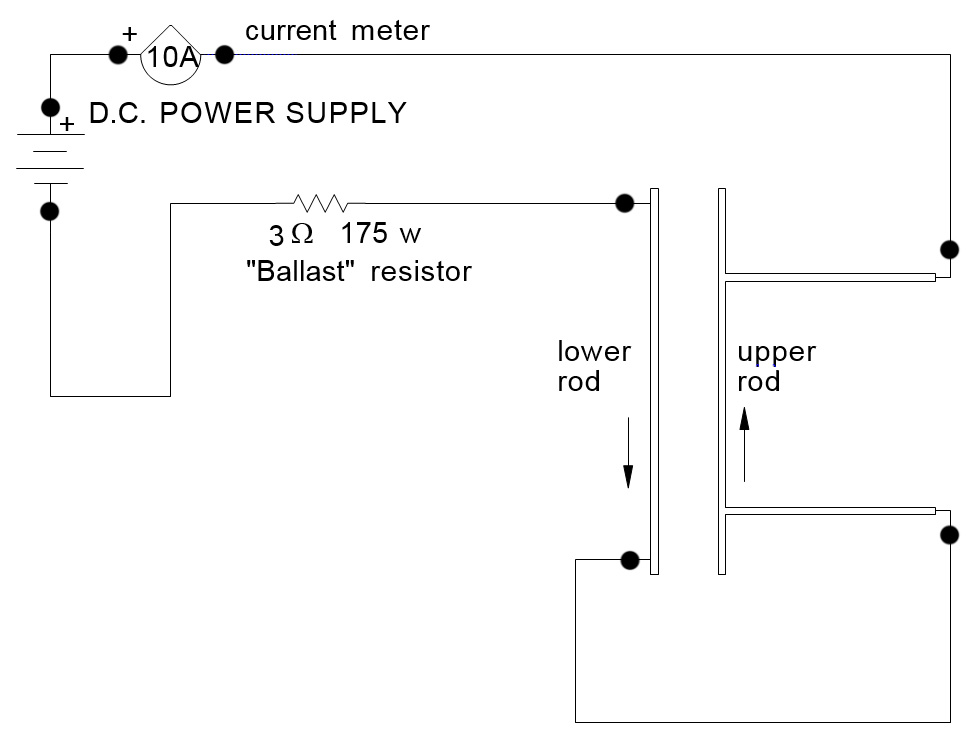 + current meter
10A
+ D.C. POWER SUPPLY
3 Ω 175 w
"Ballast" resistor
lower
rod
upper
rod